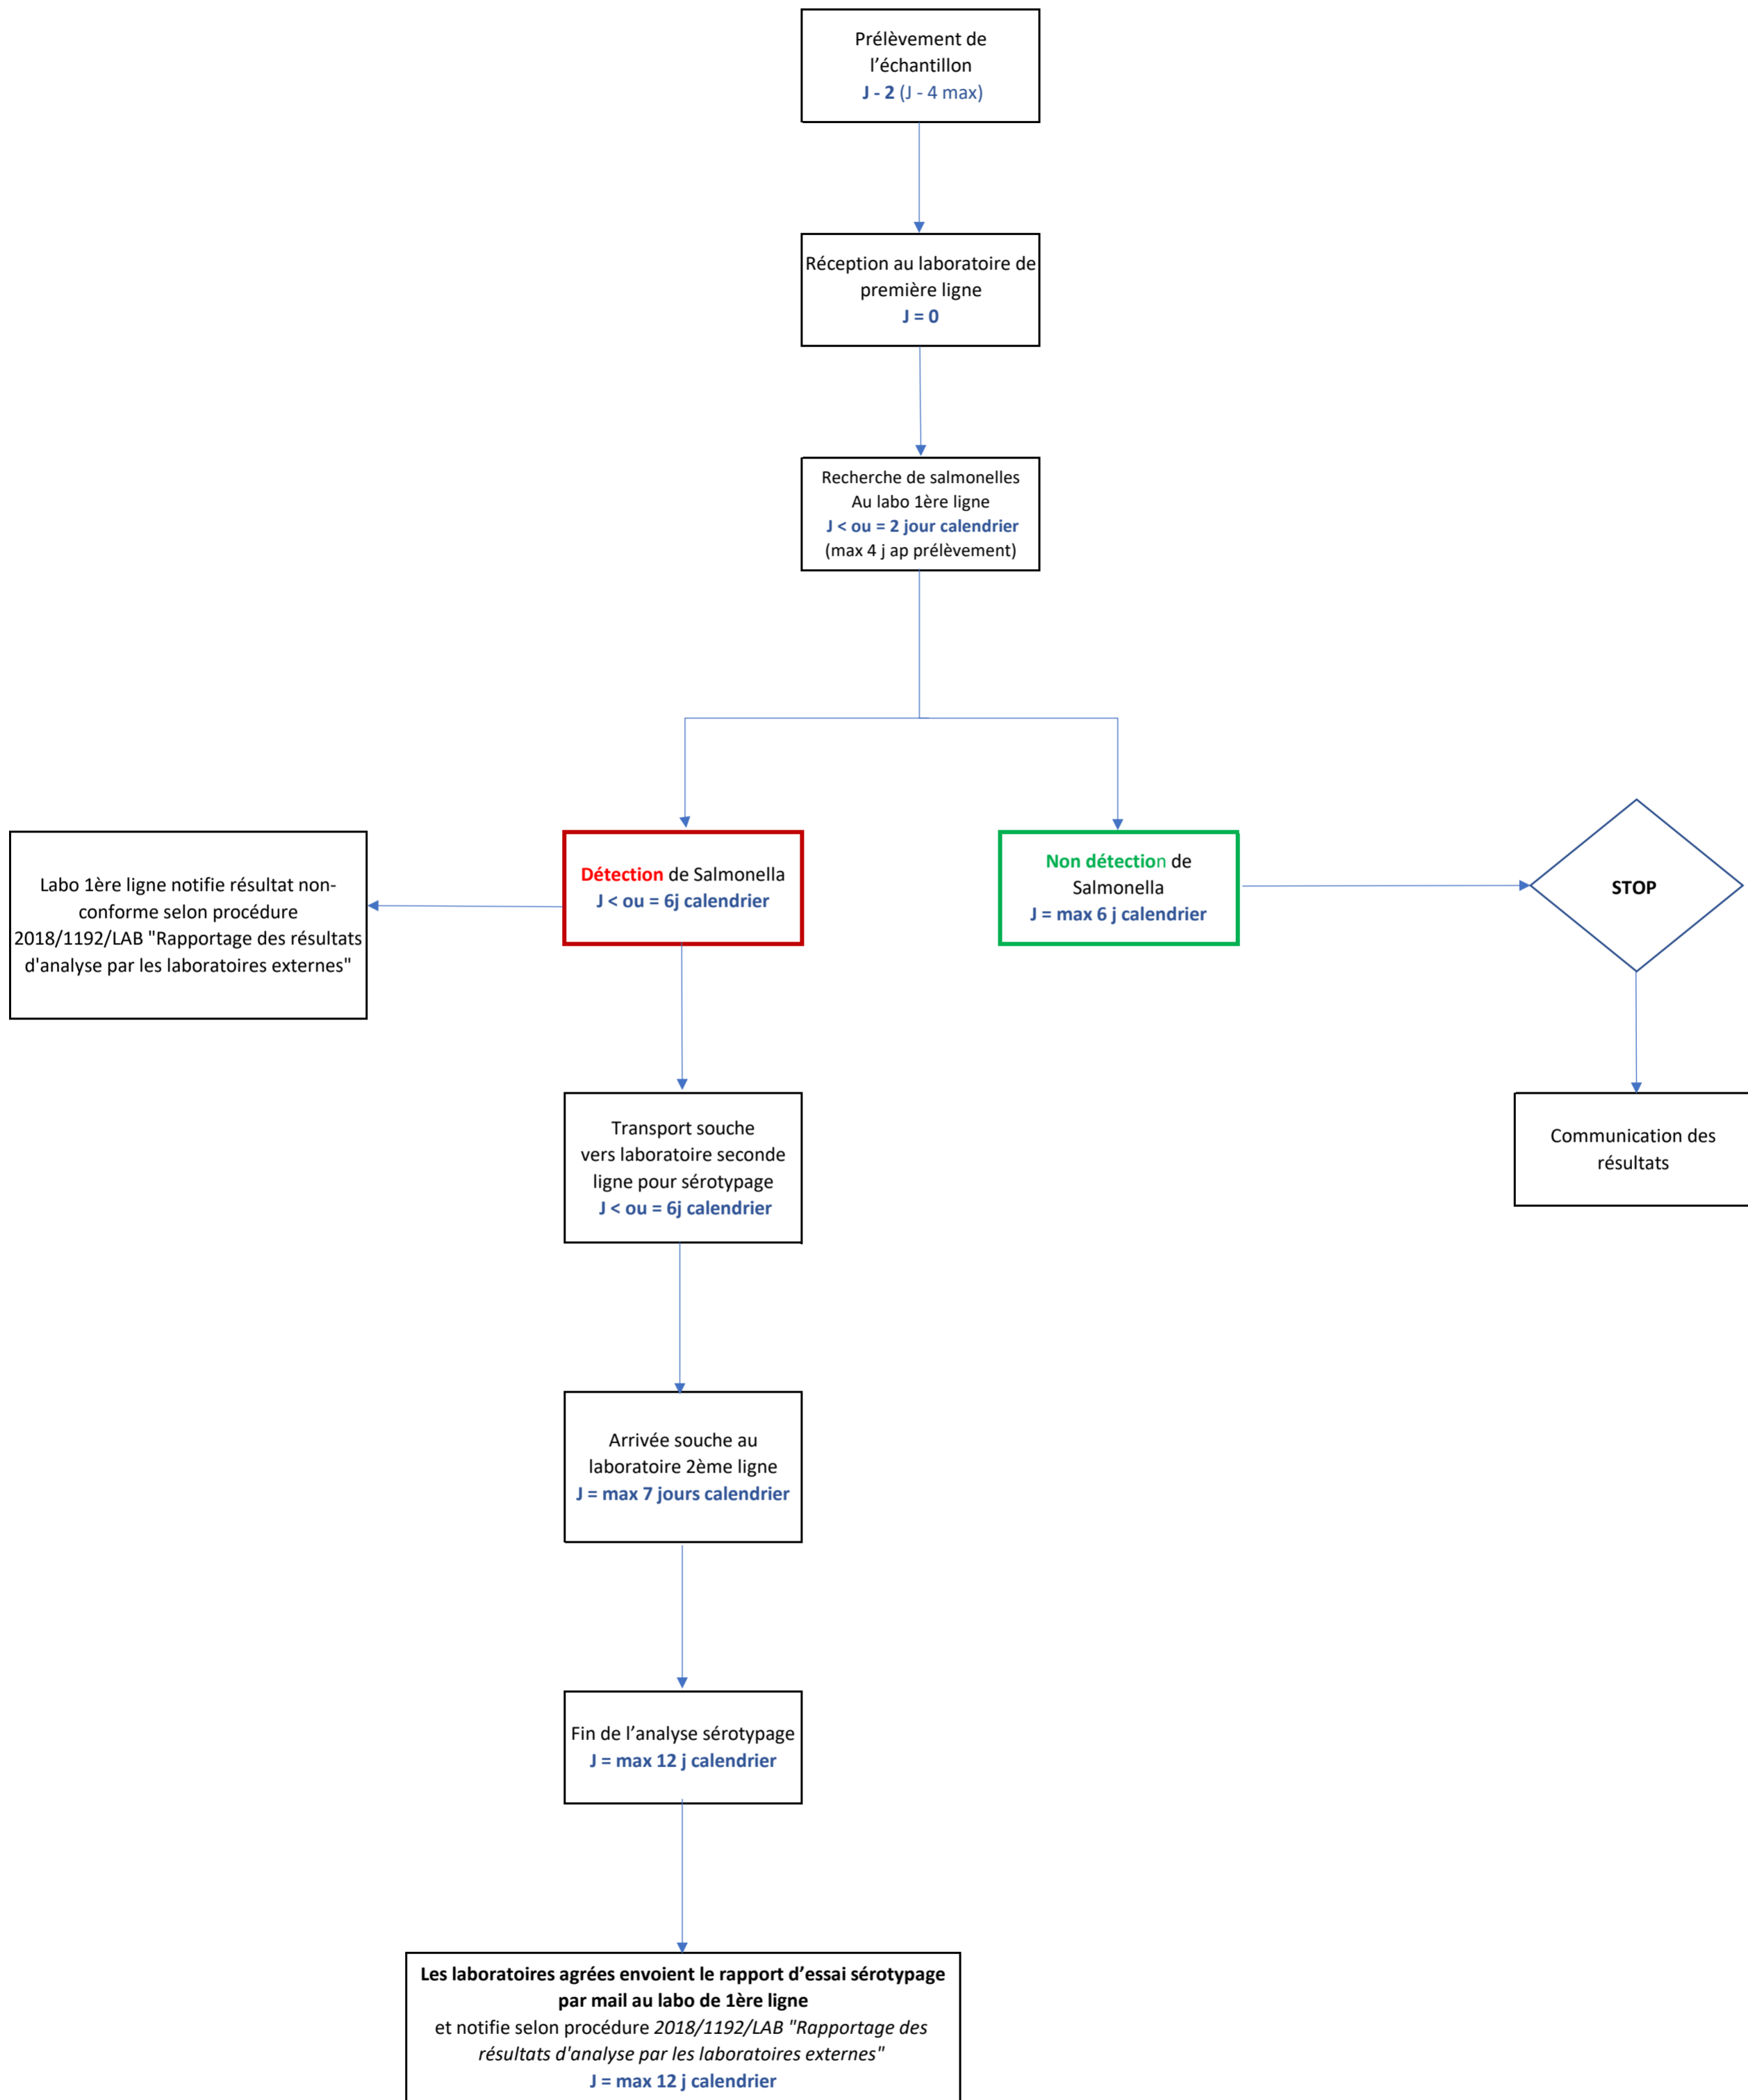 Prélèvement de
l’échantillon
J - 2 (J - 4 max)
Réception au laboratoire de
première ligne
J = 0
Recherche de salmonelles
Au labo 1ère ligne
J < ou = 2 jour calendrier
(max 4 j ap prélèvement)
Labo 1ère ligne notifie résultat non-
conforme selon procédure
2018/1192/LAB "Rapportage des résultats
d'analyse par les laboratoires externes"
Détection de Salmonella
J < ou = 6j calendrier
Non détection de
Salmonella
J = max 6 j calendrier
STOP
Transport souche
vers laboratoire seconde
ligne pour sérotypage
J < ou = 6j calendrier
Communication des
résultats
Arrivée souche au
laboratoire 2ème ligne
J = max 7 jours calendrier
Fin de l’analyse sérotypage
J = max 12 j calendrier
Les laboratoires agrées envoient le rapport d’essai sérotypage
par mail au labo de 1ère ligne
et notifie selon procédure 2018/1192/LAB "Rapportage des
résultats d'analyse par les laboratoires externes"
J = max 12 j calendrier